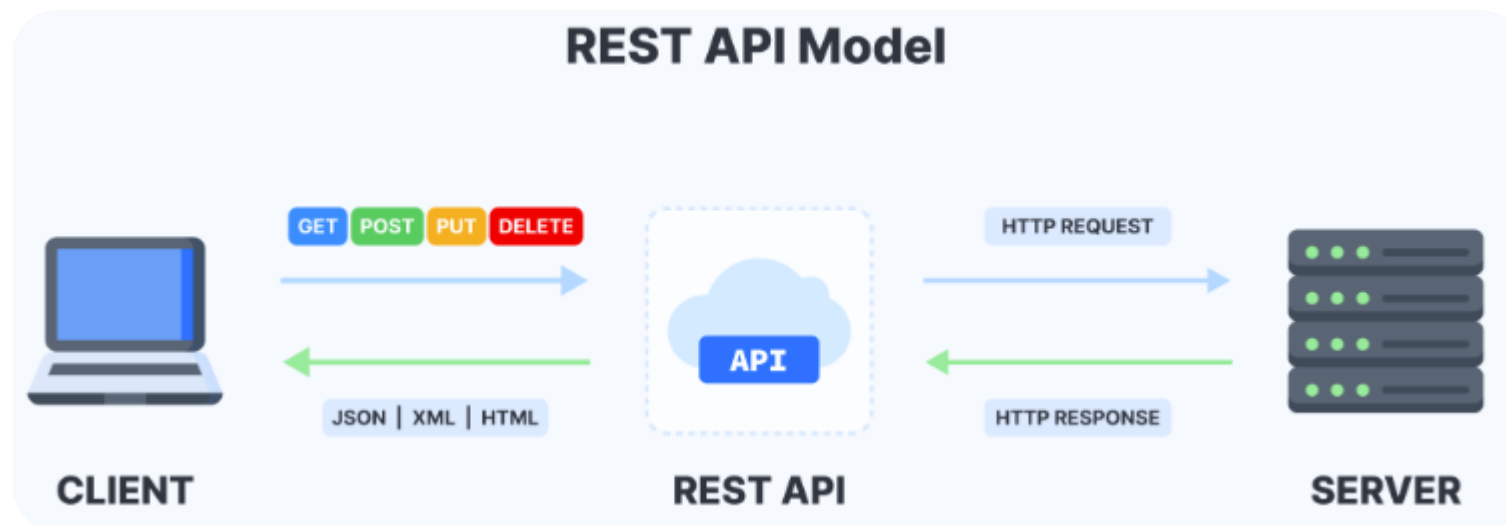 REST API Model
GET POST PUT DELETE
HTTP REQUEST
API
JSON | XML | HTML
HTTP RESPONSE
CLIENT
REST API
SERVER